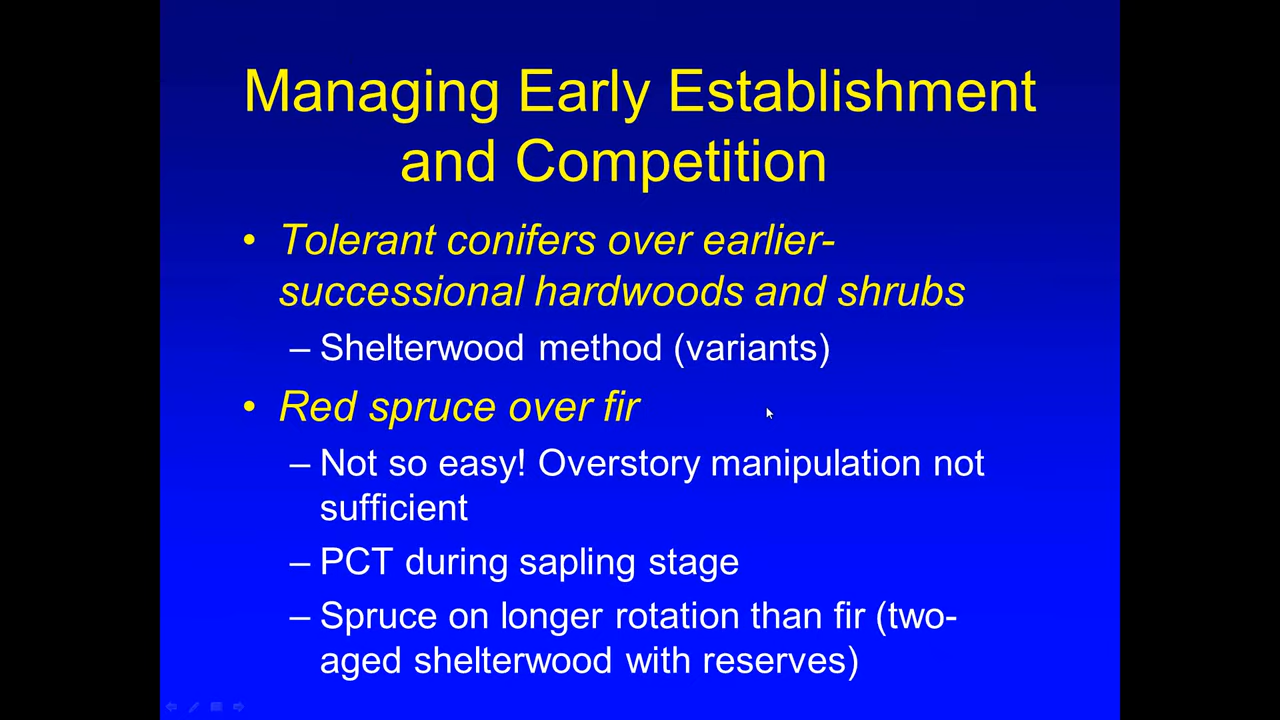 Managing Early Establishment
and Competition
• Tolerant conifers over earlier-
successional hardwoods and shrubs
– Shelterwood method (variants)
• Red spruce over fir
– Not so easy! Overstory manipulation not
sufficient
– PCT during sapling stage
– Spruce on longer rotation than fir (two-
aged shelterwood with reserves)